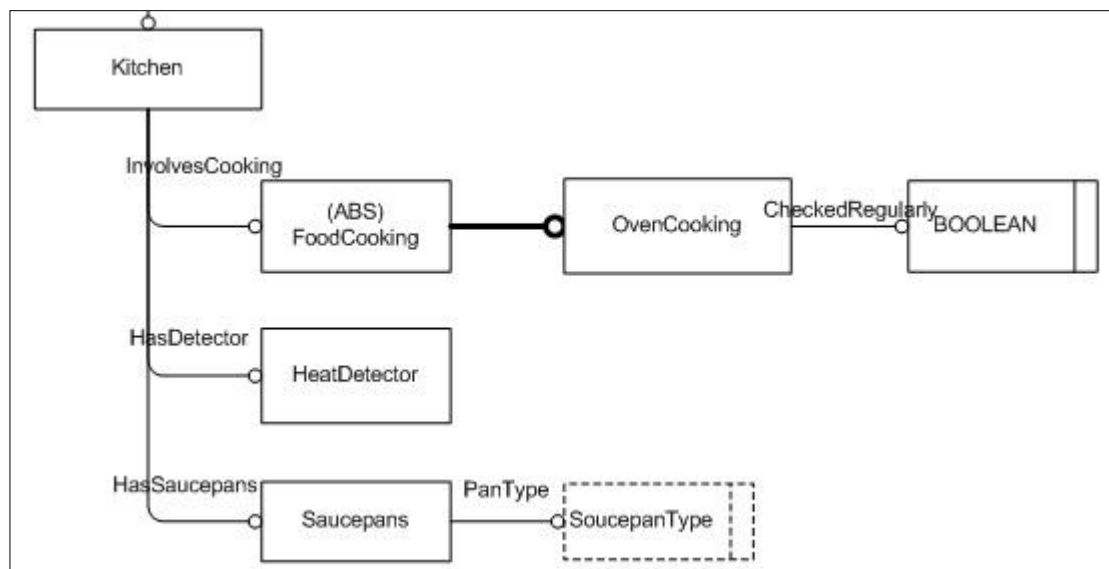 Kitchen
InvolvesCooking
(ABS)
FoodCooking
OvenCooking
CheckedRegularly
BOOLEAN
HasDetector
HeatDetector
HasSaucepans
Saucepans
PanType
SoucepanType